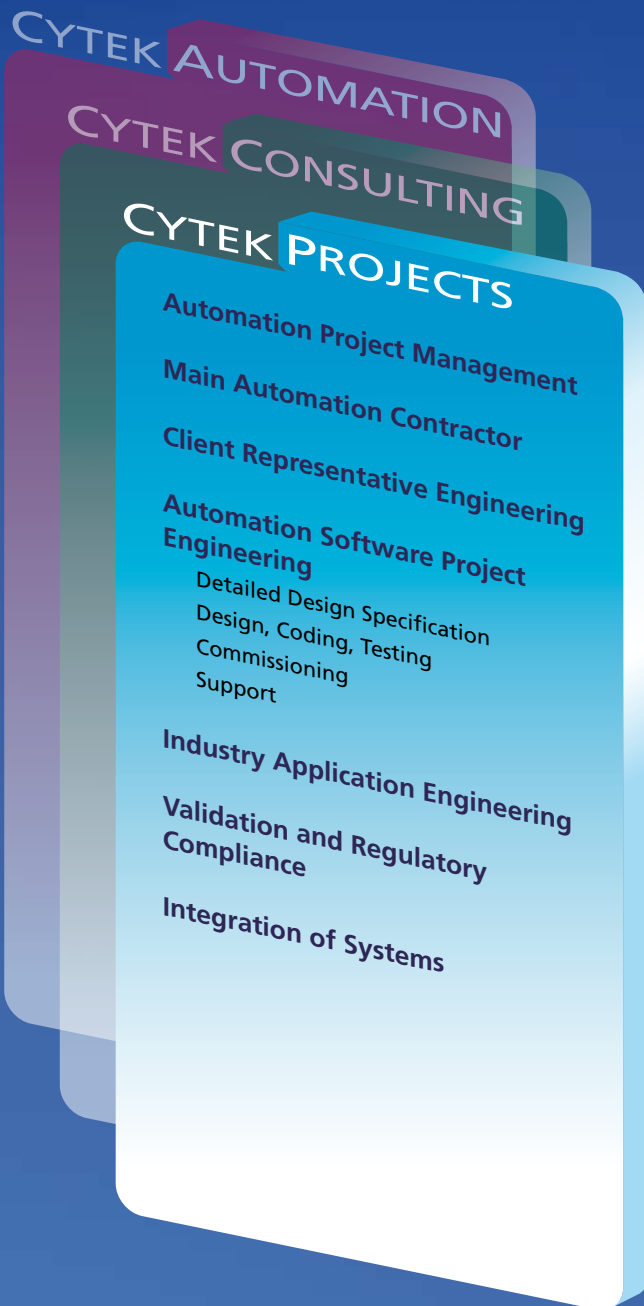 CYTEK AUTOMATION
CYTEK CONSULTING
CYTEK PROJECTS
Automation Project Management
Main Automation Contractor
Client Representative Engineering
Automation Software Project
Engineering
Detailed Design Specification
Design, Coding, Testing
Commissioning
Support
Industry Application Engineering
Validation and Regulatory
Compliance
Integration of Systems